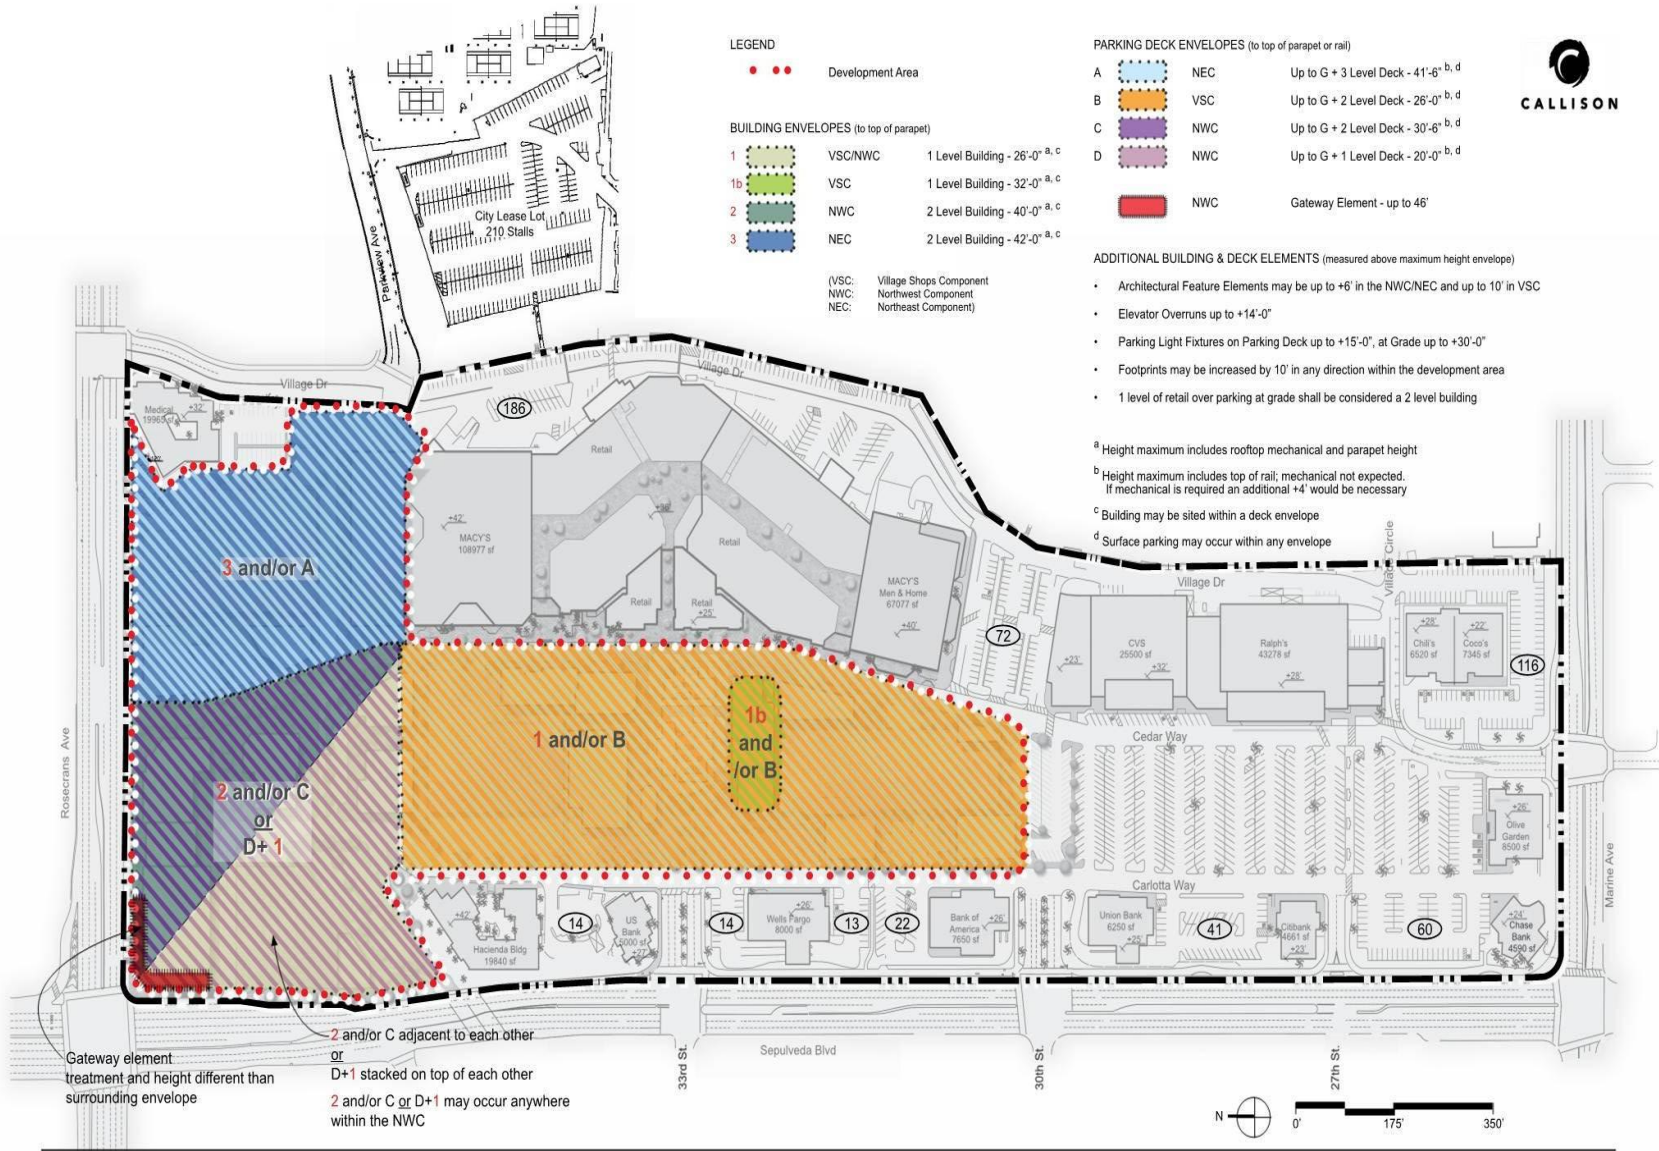 LEGEND
Development Area
BUILDING ENVELOPES (to top of parapet)
1 VSC/NWC 1 Level Building - 26'-0" a, c
1b VSC 1 Level Building - 32'-0" a, c
2 NWC 2 Level Building - 40'-0" a, c
3 NEC 2 Level Building - 42'-0" a, c
(VSC: Village Shops Component
NWC: Northwest Component
NEC: Northeast Component)
PARKING DECK ENVELOPES (to top of parapet or rail)
A NEC Up to G + 3 Level Deck - 41'-6" b, d
B VSC Up to G + 2 Level Deck - 26'-0" b, d
C NWC Up to G + 2 Level Deck - 30'-6" b, d
D NWC Up to G + 1 Level Deck - 20'-0" b, d
NWC Gateway Element - up to 46'
CALLISON
ADDITIONAL BUILDING & DECK ELEMENTS (measured above maximum height envelope)
• Architectural Feature Elements may be up to +6' in the NWC/NEC and up to 10' in VSC
• Elevator Overruns up to +14'-0"
• Parking Light Fixtures on Parking Deck up to +15'-0", at Grade up to +30'-0"
• Footprints may be increased by 10' in any direction within the development area
• 1 level of retail over parking at grade shall be considered a 2 level building
a Height maximum includes rooftop mechanical and parapet height
b Height maximum includes top of rail; mechanical not expected.
If mechanical is required an additional +4' would be necessary
c Building may be sited within a deck envelope
d Surface parking may occur within any envelope
City Lease Lot
210 Stalls
Parkview Ave
Village Dr
Village Dr
Village Dr
Village Circle
Medical
19965 sf
+32'
186
Retail
+42'
MACY'S
108977 sf
Retail
Retail
Retail
+25'
MACY'S
Men & Home
67077 sf
+40'
72
+23'
CVS
25500 sf
+32'
Ralph's
43278 sf
+28'
+28'
Chili's
6520 sf
+22'
Coco's
7345 sf
116
3 and/or A
1 and/or B
1b
and
/or B
2 and/or C
or
D+ 1
Cedar Way
Carlotta Way
Rosecrans Ave
Marine Ave
+26'
Olive
Garden
8500 sf
+42'
Hacienda Bldg
19840 sf
14
US
Bank
5000 sf
+27'
14
+26'
Wells Fargo
8000 sf
13
22
Bank of
America
7650 sf
+26'
Union Bank
6250 sf
+25'
41
Citibank
4661 sf
+23'
60
+24'
Chase
Bank
4590 sf
Gateway element
treatment and height different than
surrounding envelope
2 and/or C adjacent to each other
or
D+1 stacked on top of each other
2 and/or C or D+1 may occur anywhere
within the NWC
Sepulveda Blvd
33rd St.
30th St.
27th St.
N
0' 175' 350'